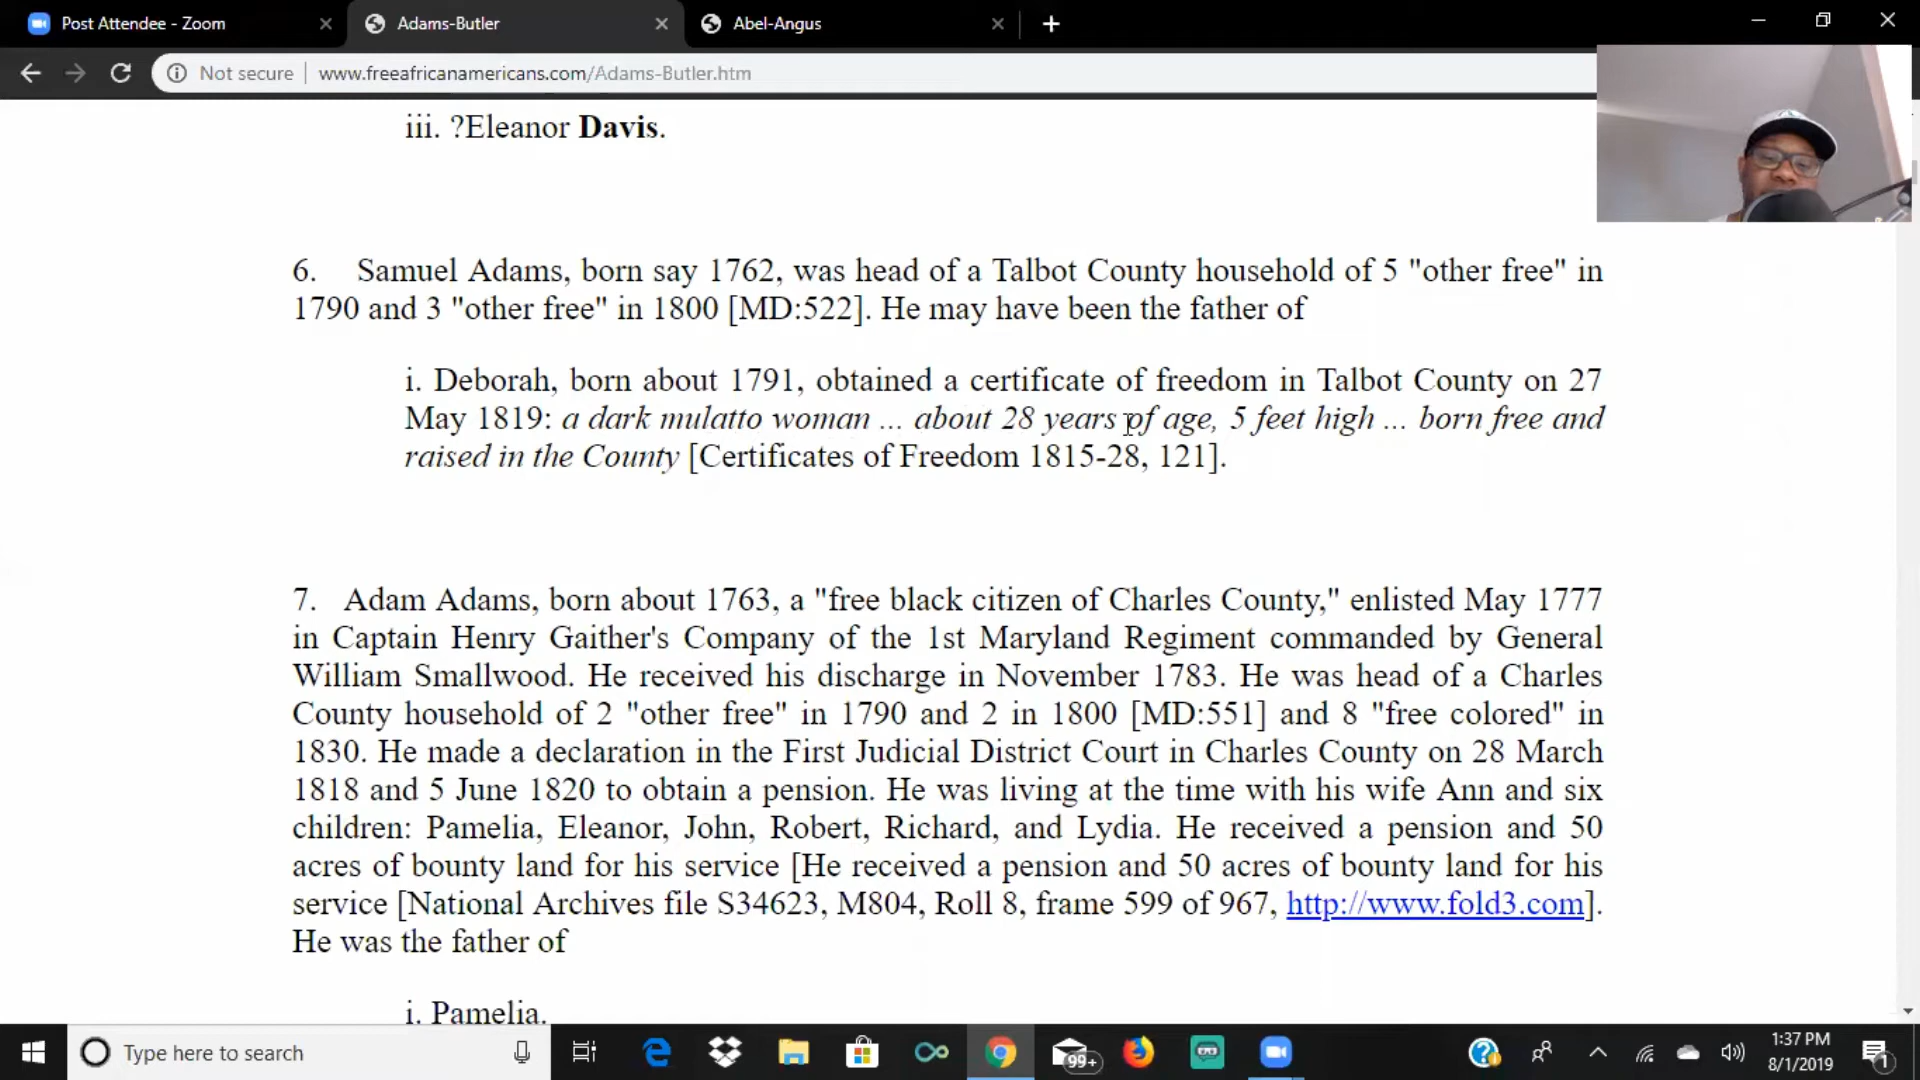 Post Attendee - Zoom
Adams-Butler
Abel-Angus
Not secure
www.freeafricanamericans.com/Adams-Butler.htm
iii. ?Eleanor Davis.
6. Samuel Adams, born say 1762, was head of a Talbot County household of 5 "other free" in
1790 and 3 "other free" in 1800 [MD:522]. He may have been the father of
i. Deborah, born about 1791, obtained a certificate of freedom in Talbot County on 27
May 1819: a dark mulatto woman ... about 28 years of age, 5 feet high ... born free and
raised in the County [Certificates of Freedom 1815-28, 121].
7. Adam Adams, born about 1763, a "free black citizen of Charles County," enlisted May 1777
in Captain Henry Gaither's Company of the 1st Maryland Regiment commanded by General
William Smallwood. He received his discharge in November 1783. He was head of a Charles
County household of 2 "other free" in 1790 and 2 in 1800 [MD:551] and 8 "free colored" in
1830. He made a declaration in the First Judicial District Court in Charles County on 28 March
1818 and 5 June 1820 to obtain a pension. He was living at the time with his wife Ann and six
children: Pamelia, Eleanor, John, Robert, Richard, and Lydia. He received a pension and 50
acres of bounty land for his service [He received a pension and 50 acres of bounty land for his
service [National Archives file S34623, M804, Roll 8, frame 599 of 967, http://www.fold3.com].
He was the father of
i. Pamelia.
Type here to search
99+
1:37 PM
8/1/2019
1